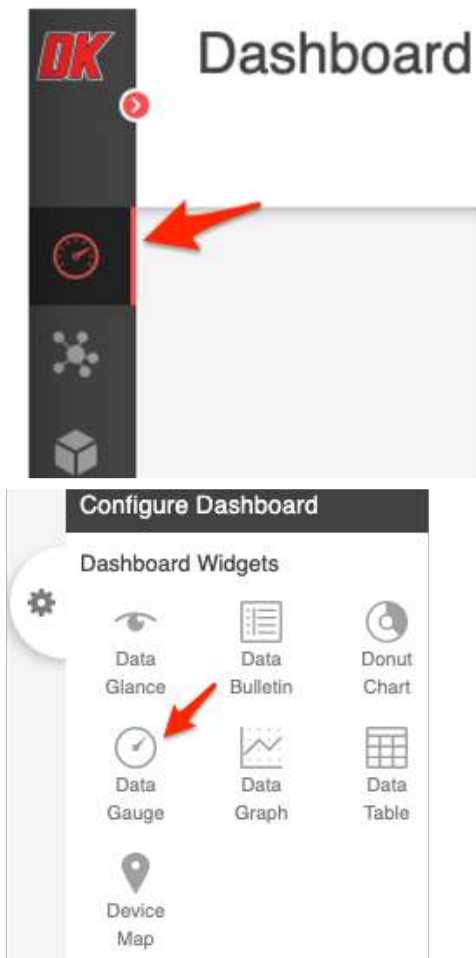 DK
Dashboard
Configure Dashboard
Dashboard Widgets
Data Glance
Data Bulletin
Donut Chart
Data Gauge
Data Graph
Data Table
Device Map